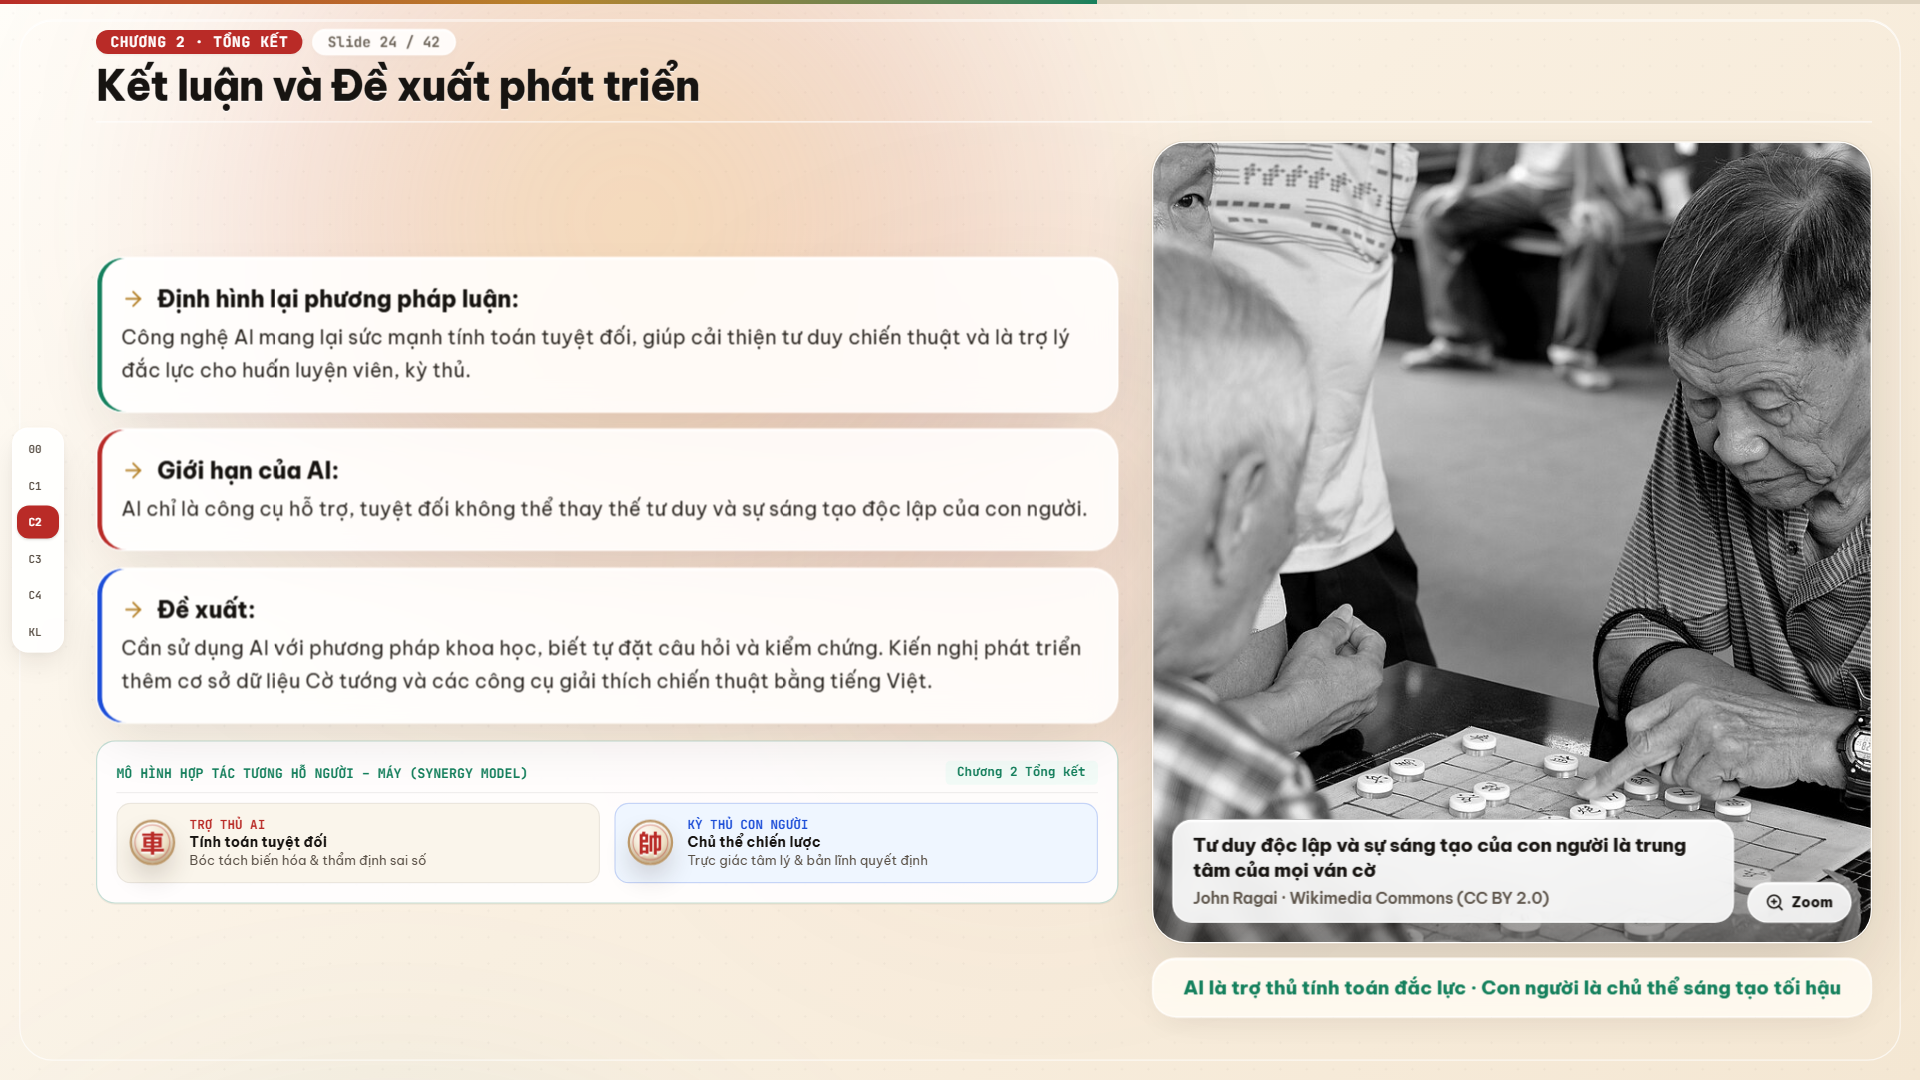 CHƯƠNG 2 · TỔNG KẾT
Slide 24 / 42
Kết luận và Đề xuất phát triển
00
C1
C2
C3
C4
KL
Định hình lại phương pháp luận:
Công nghệ AI mang lại sức mạnh tính toán tuyệt đối, giúp cải thiện tư duy chiến thuật và là trợ lý
đắc lực cho huấn luyện viên, kỳ thủ.
Giới hạn của AI:
AI chỉ là công cụ hỗ trợ, tuyệt đối không thể thay thế tư duy và sự sáng tạo độc lập của con người.
Đề xuất:
Cần sử dụng AI với phương pháp khoa học, biết tự đặt câu hỏi và kiểm chứng. Kiến nghị phát triển
thêm cơ sở dữ liệu Cờ tướng và các công cụ giải thích chiến thuật bằng tiếng Việt.
MÔ HÌNH HỢP TÁC TƯƠNG HỖ NGƯỜI – MÁY (SYNERGY MODEL)
Chương 2 Tổng kết
車
TRỢ THỦ AI
Tính toán tuyệt đối
Bóc tách biến hóa & thẩm định sai số
帥
KỲ THỦ CON NGƯỜI
Chủ thể chiến lược
Trực giác tâm lý & bản lĩnh quyết định
Tư duy độc lập và sự sáng tạo của con người là trung
tâm của mọi ván cờ
John Ragai · Wikimedia Commons (CC BY 2.0)
Zoom
AI là trợ thủ tính toán đắc lực · Con người là chủ thể sáng tạo tối hậu